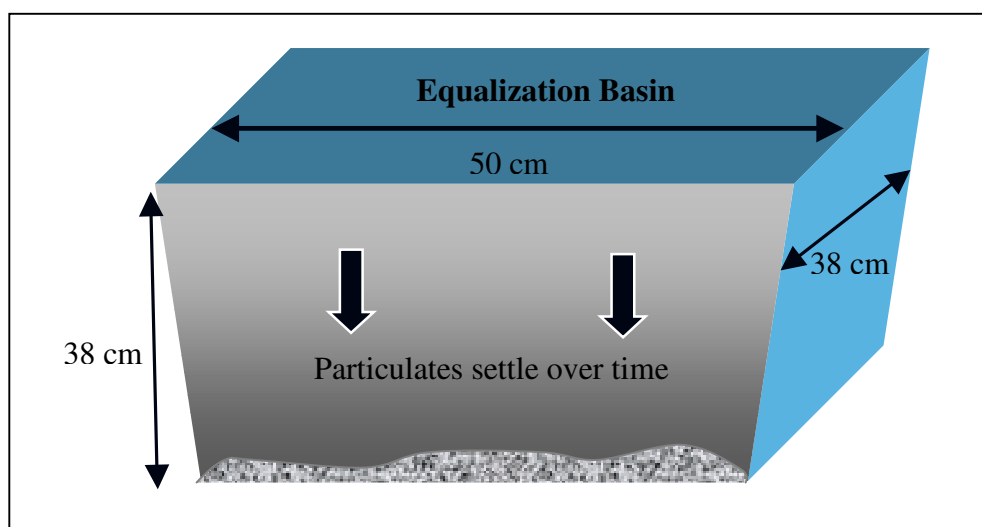 Equalization Basin
50 cm
38 cm
38 cm
Particulates settle over time